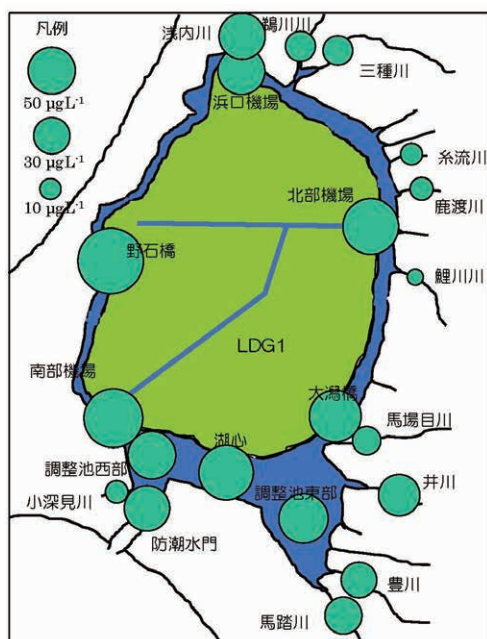 凡例
50 µgL⁻¹
30 µgL⁻¹
10 µgL⁻¹
浅内川
鵜川川
三種川
浜口機場
糸流川
北部機場
鹿渡川
野石橋
鯉川川
LDG1
南部機場
大潟橋
馬場目川
湖心
調整池西部
調整池東部
井川
小深見川
防潮水門
豊川
馬踏川